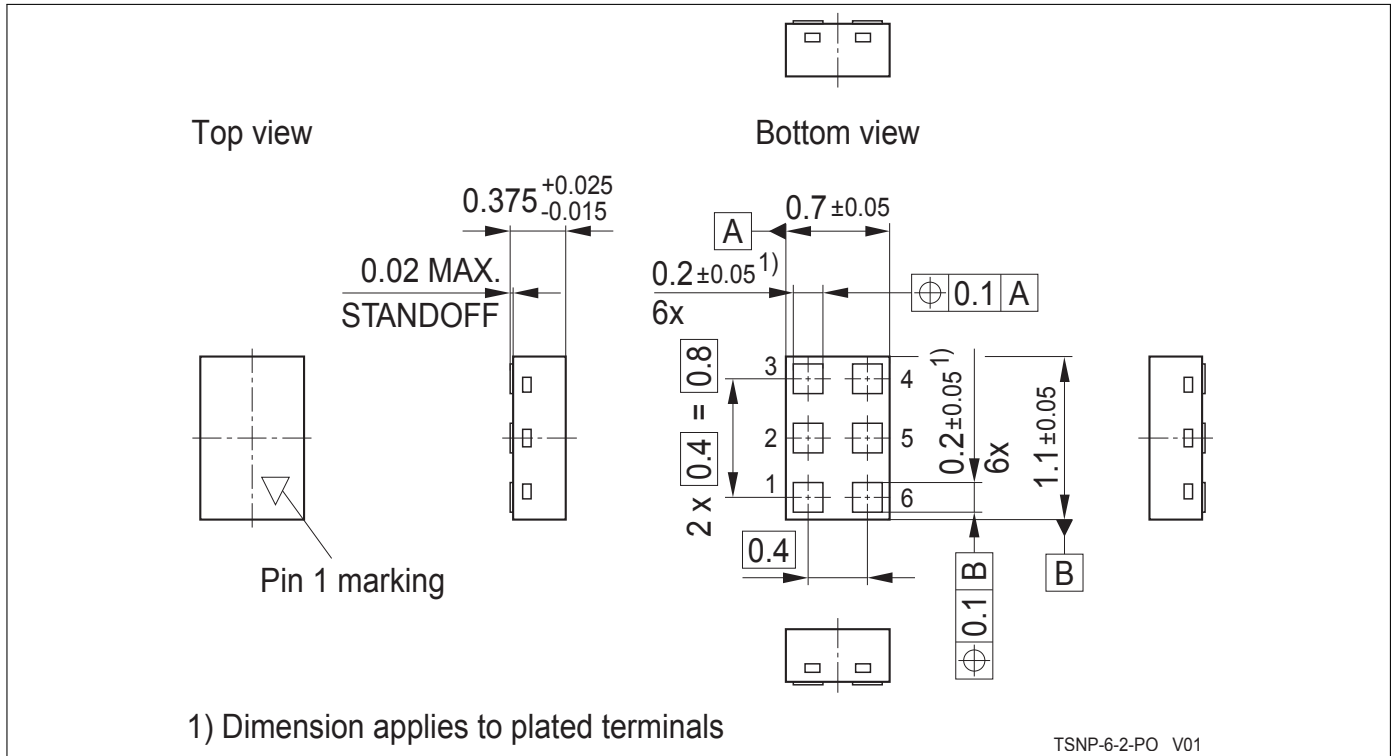 Top view
Bottom view
0.375 +0.025
-0.015
0.7 ±0.05
A
0.02 MAX.
STANDOFF
0.2 ±0.05 1)
6x
0.1 A
3
4
2
5
1
6
2 x 0.4 = 0.8
0.2 ±0.05 1)
6x
1.1 ±0.05
0.4
0.1 B
B
Pin 1 marking
1) Dimension applies to plated terminals
TSNP-6-2-PO V01